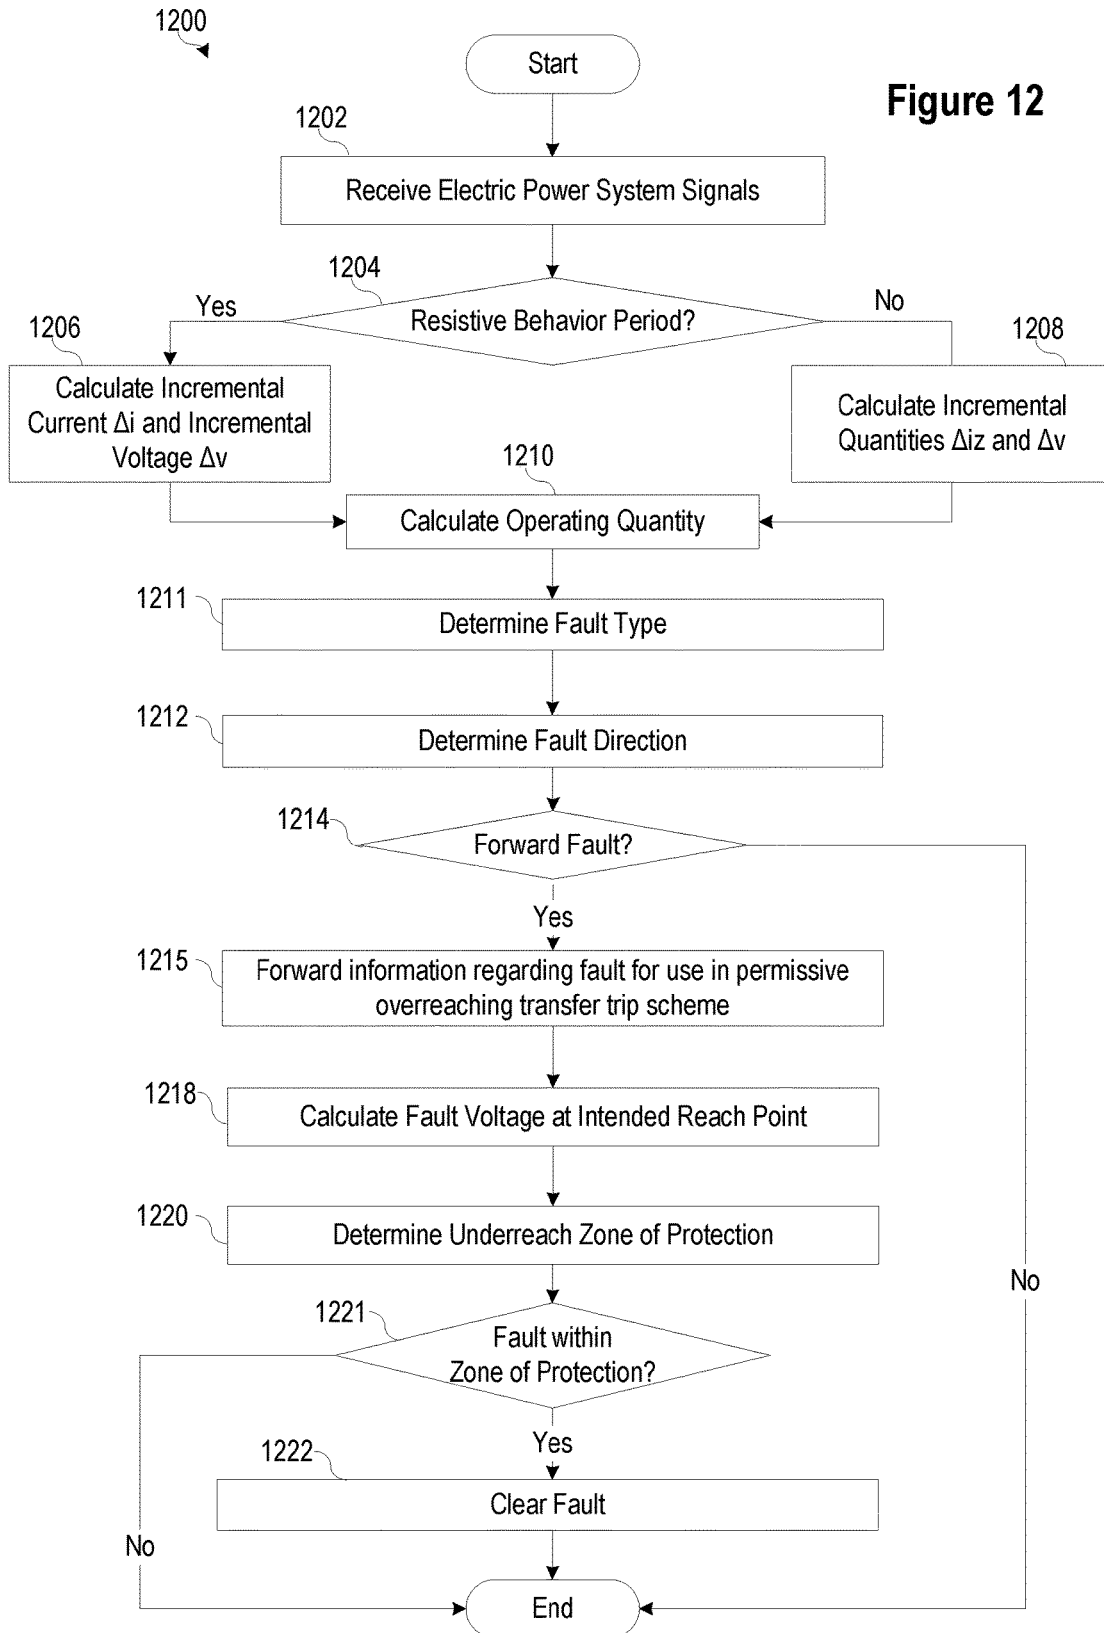 1200
Start
Figure 12
1202
Receive Electric Power System Signals
1204
Yes
Resistive Behavior Period?
No
1206
Calculate Incremental
Current Δi and Incremental
Voltage Δv
1208
Calculate Incremental
Quantities Δiz and Δv
1210
Calculate Operating Quantity
1211
Determine Fault Type
1212
Determine Fault Direction
1214
Forward Fault?
Yes
1215
Forward information regarding fault for use in permissive
overreaching transfer trip scheme
1218
Calculate Fault Voltage at Intended Reach Point
1220
Determine Underreach Zone of Protection
No
1221
Fault within
Zone of Protection?
Yes
1222
Clear Fault
No
End